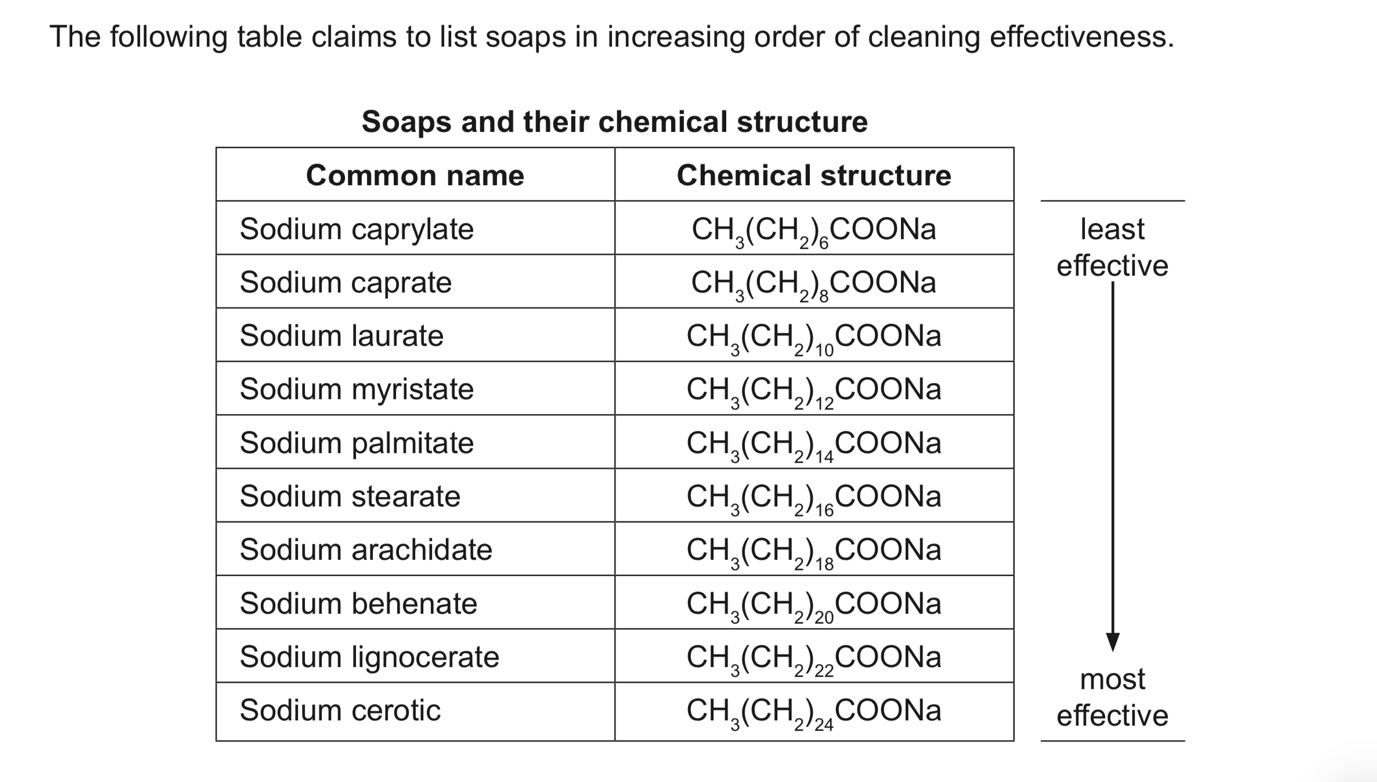 The following table claims to list soaps in increasing order of cleaning effectiveness.
Soaps and their chemical structure
Common name Chemical structure
Sodium caprylate CH₃(CH₂)₆COONa least
effective
Sodium caprate CH₃(CH₂)₈COONa
Sodium laurate CH₃(CH₂)₁₀COONa
Sodium myristate CH₃(CH₂)₁₂COONa
Sodium palmitate CH₃(CH₂)₁₄COONa
Sodium stearate CH₃(CH₂)₁₆COONa
Sodium arachidate CH₃(CH₂)₁₈COONa
Sodium behenate CH₃(CH₂)₂₀COONa
Sodium lignocerate CH₃(CH₂)₂₂COONa
most
Sodium cerotic CH₃(CH₂)₂₄COONa effective